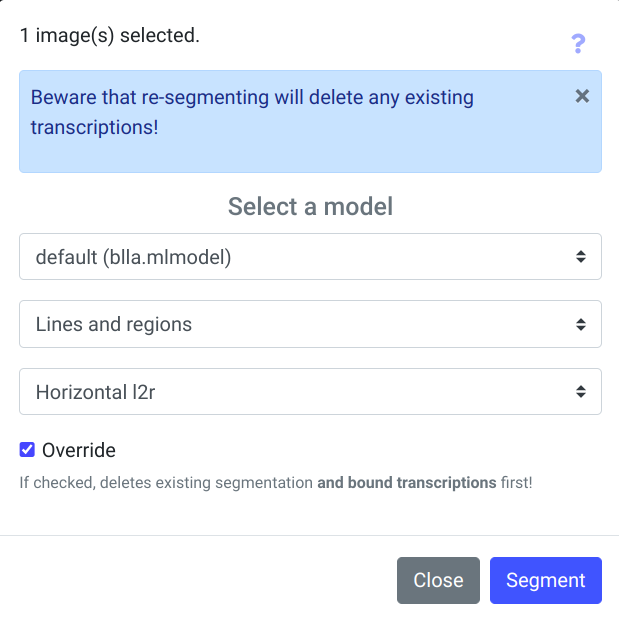 1 image(s) selected.
?
Beware that re-segmenting will delete any existing
transcriptions!
×
Select a model
default (blla.mlmodel)
Lines and regions
Horizontal l2r
Override
If checked, deletes existing segmentation and bound transcriptions first!
Close
Segment